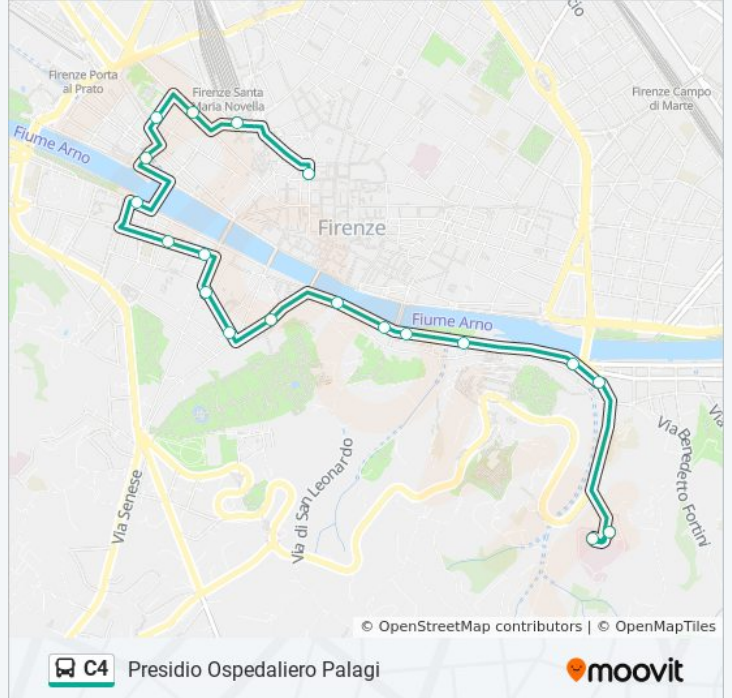 Firenze Porta
al Prato
Firenze Santa
Maria Novella
Firenze Campo
di Marte
Fiume Arno
Firenze
Fiume Arno
Via Senese
Via di San Leonardo
Via Benedetto Fortini
Via
© OpenStreetMap contributors | © OpenMapTiles
C4 Presidio Ospedaliero Palagi moovit